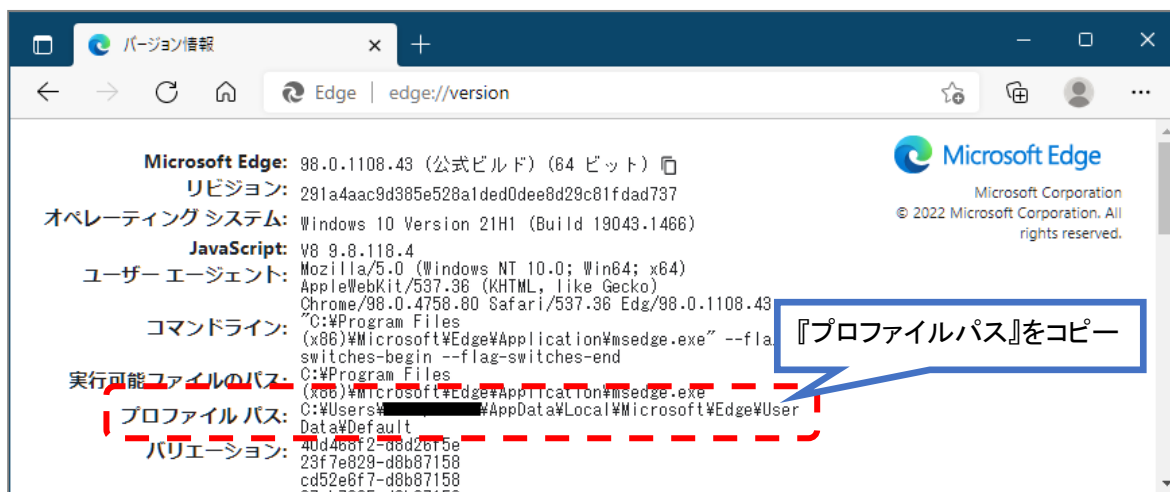 バージョン情報
Edge | edge://version
Microsoft Edge
Microsoft Corporation
© 2022 Microsoft Corporation. All
rights reserved.
Microsoft Edge: 98.0.1108.43 (公式ビルド) (64 ビット)
リビジョン: 291a4aac9d385e528a1ded0dee8d29c81fdad737
オペレーティング システム: Windows 10 Version 21H1 (Build 19043.1466)
JavaScript: V8 9.8.118.4
ユーザー エージェント: Mozilla/5.0 (Windows NT 10.0; Win64; x64)
AppleWebKit/537.36 (KHTML, like Gecko)
Chrome/98.0.4758.80 Safari/537.36 Edg/98.0.1108.43
コマンドライン: "C:¥Program Files
(x86)¥Microsoft¥Edge¥Application¥msedge.exe" --fla
switches-begin --flag-switches-end
『プロファイルパス』をコピー
実行可能ファイルのパス: C:¥Program Files
(x86)¥Microsoft¥Edge¥Application¥msedge.exe
プロファイル パス: C:¥Users¥ ¥AppData¥Local¥Microsoft¥Edge¥User
Data¥Default
バリエーション: 40d468f2-d8d26f5e
23f7e829-d8b87158
cd52e6f7-d8b87158